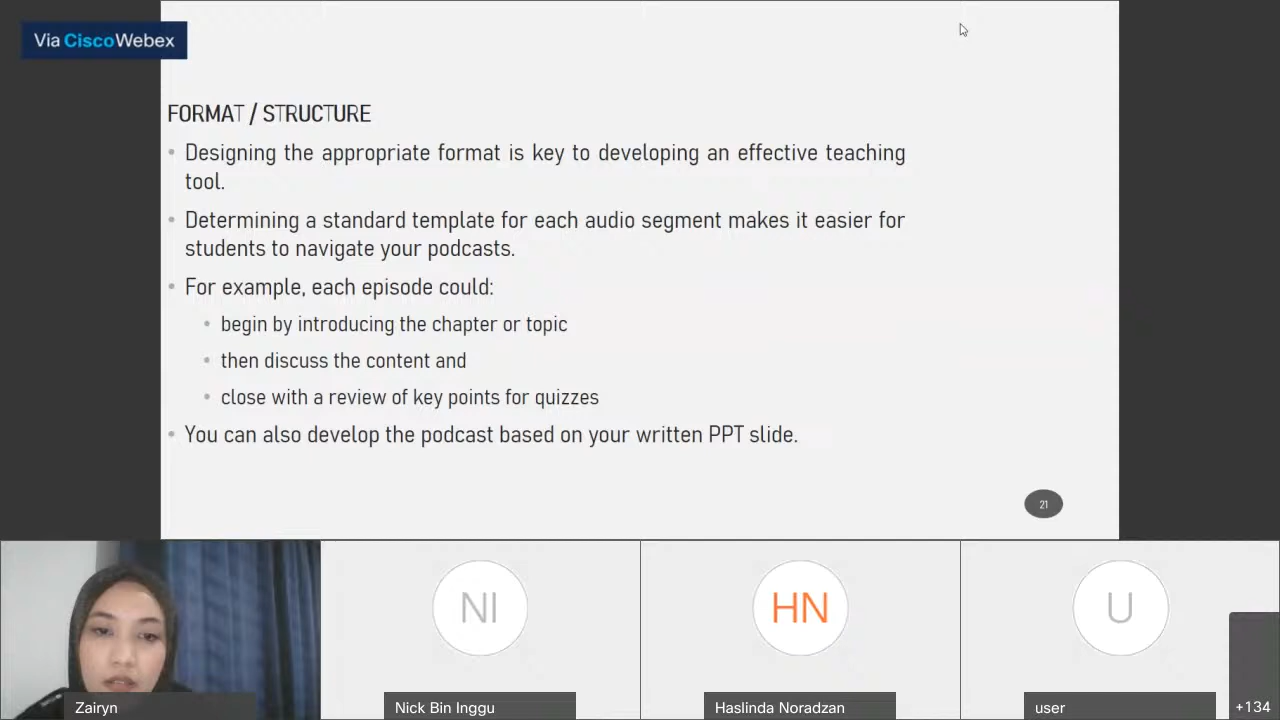 Via CiscoWebex
FORMAT / STRUCTURE
• Designing the appropriate format is key to developing an effective teaching
tool.
• Determining a standard template for each audio segment makes it easier for
students to navigate your podcasts.
• For example, each episode could:
• begin by introducing the chapter or topic
• then discuss the content and
• close with a review of key points for quizzes
• You can also develop the podcast based on your written PPT slide.
21
NI
HN
U
Zairyn
Nick Bin Inggu
Haslinda Noradzan
user
+134